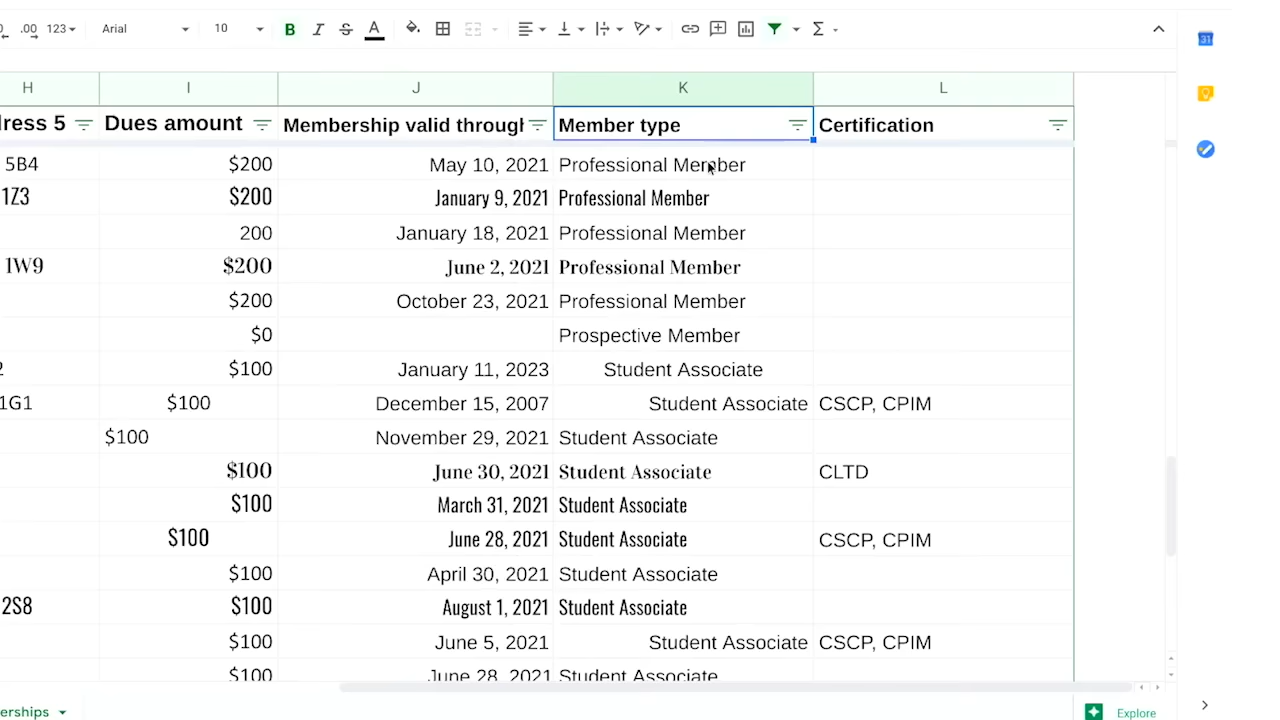 .00 123 Arial 10 B I S A Σ
31
H I J K L
ress 5 Dues amount Membership valid through Member type Certification
5B4 $200 May 10, 2021 Professional Member
1Z3 $200 January 9, 2021 Professional Member
200 January 18, 2021 Professional Member
1W9 $200 June 2, 2021 Professional Member
$200 October 23, 2021 Professional Member
$0 Prospective Member
2 $100 January 11, 2023 Student Associate
1G1 $100 December 15, 2007 Student Associate CSCP, CPIM
$100 November 29, 2021 Student Associate
$100 June 30, 2021 Student Associate CLTD
$100 March 31, 2021 Student Associate
$100 June 28, 2021 Student Associate CSCP, CPIM
$100 April 30, 2021 Student Associate
2S8 $100 August 1, 2021 Student Associate
$100 June 5, 2021 Student Associate CSCP, CPIM
$100 June 28, 2021 Student Associate
erships Explore